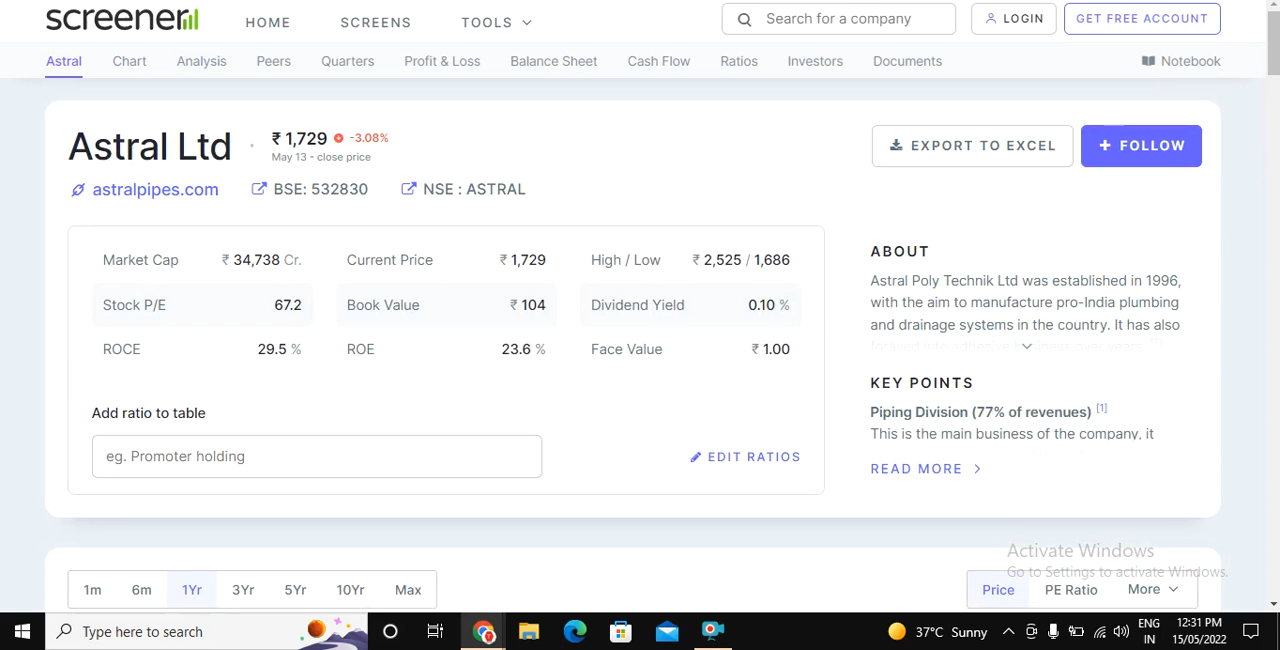 screener
HOME SCREENS TOOLS
Search for a company
LOGIN
GET FREE ACCOUNT
Astral Chart Analysis Peers Quarters Profit & Loss Balance Sheet Cash Flow Ratios Investors Documents Notebook
Astral Ltd
₹ 1,729 -3.08%
May 13 - close price
EXPORT TO EXCEL
+ FOLLOW
astralpipes.com BSE: 532830 NSE : ASTRAL
Market Cap ₹ 34,738 Cr. Current Price ₹ 1,729 High / Low ₹ 2,525 / 1,686
Stock P/E 67.2 Book Value ₹ 104 Dividend Yield 0.10 %
ROCE 29.5 % ROE 23.6 % Face Value ₹ 1.00
Add ratio to table
eg. Promoter holding
EDIT RATIOS
ABOUT
Astral Poly Technik Ltd was established in 1996,
with the aim to manufacture pro-India plumbing
and drainage systems in the country. It has also
forayed into adhesive business over years. [1]
KEY POINTS
Piping Division (77% of revenues) [1]
This is the main business of the company, it
READ MORE
1m 6m 1Yr 3Yr 5Yr 10Yr Max
Price PE Ratio More
Activate Windows
Go to Settings to activate Windows.
Type here to search
37°C Sunny
ENG
IN
12:31 PM
15/05/2022